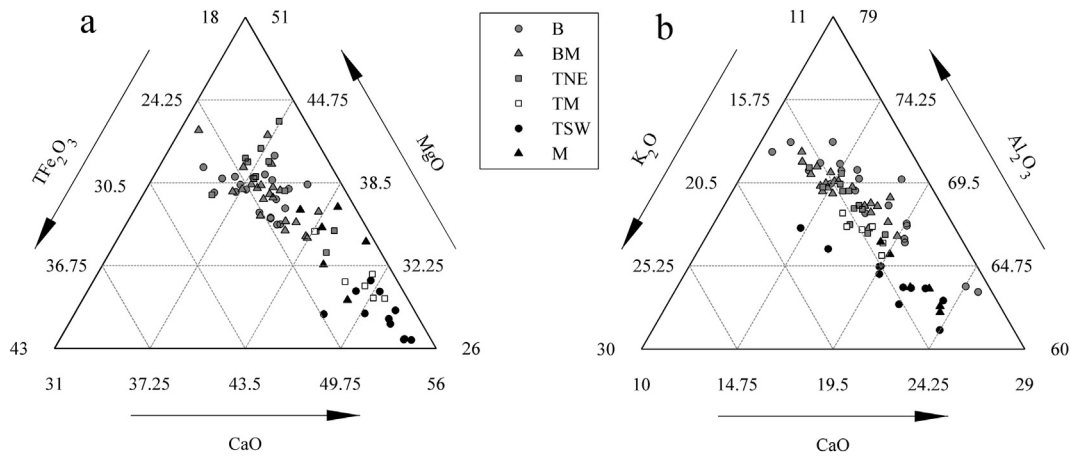 a
18 51
24.25 44.75
TFe2O3 MgO
30.5 38.5
36.75 32.25
43 26
31 37.25 43.5 49.75 56
CaO
B
BM
TNE
TM
TSW
M
b
11 79
15.75 74.25
K2O Al2O3
20.5 69.5
25.25 64.75
30 60
10 14.75 19.5 24.25 29
CaO